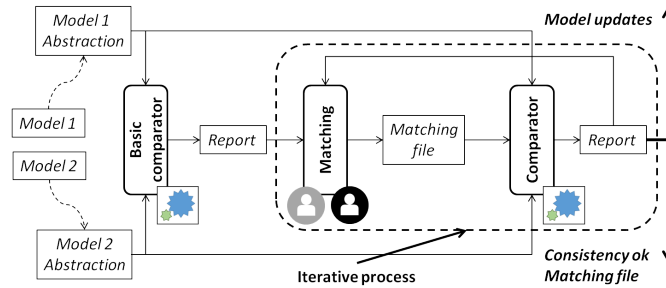 Model 1
Abstraction
Model updates
Model 1
Basic
comparator
Report
Matching
Matching
file
Comparator
Report
Model 2
Model 2
Abstraction
Iterative process
Consistency ok
Matching file